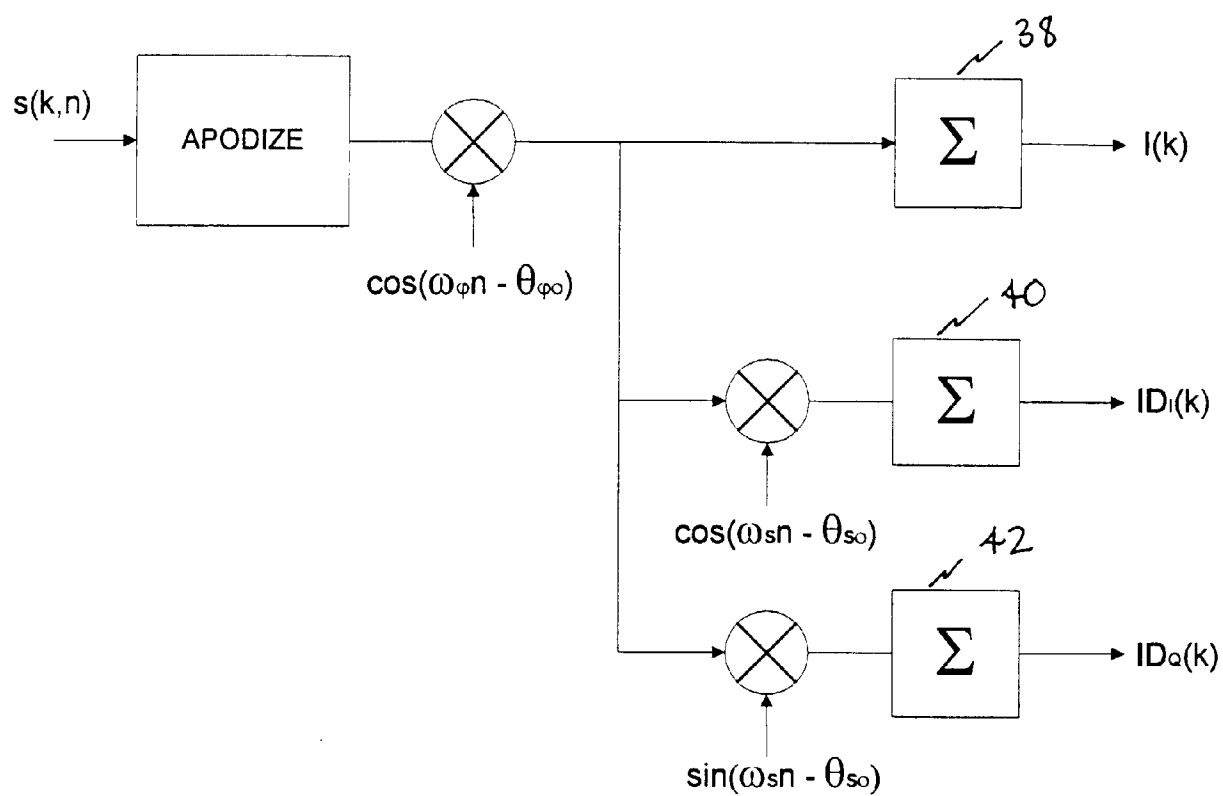 38
s(k,n)
APODIZE
Σ
I(k)
cos(ωφn - θφo)
40
Σ
IDI(k)
cos(ωsn - θso)
42
Σ
IDQ(k)
sin(ωsn - θso)